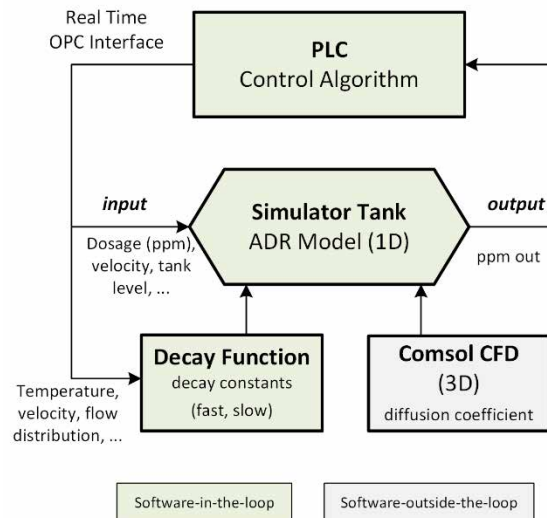 Real Time
OPC Interface
PLC
Control Algorithm
input
Simulator Tank
ADR Model (1D)
output
Dosage (ppm),
velocity, tank
level, ...
ppm out
Decay Function
decay constants
(fast, slow)
Comsol CFD
(3D)
diffusion coefficient
Temperature,
velocity, flow
distribution, ...
Software-in-the-loop
Software-outside-the-loop